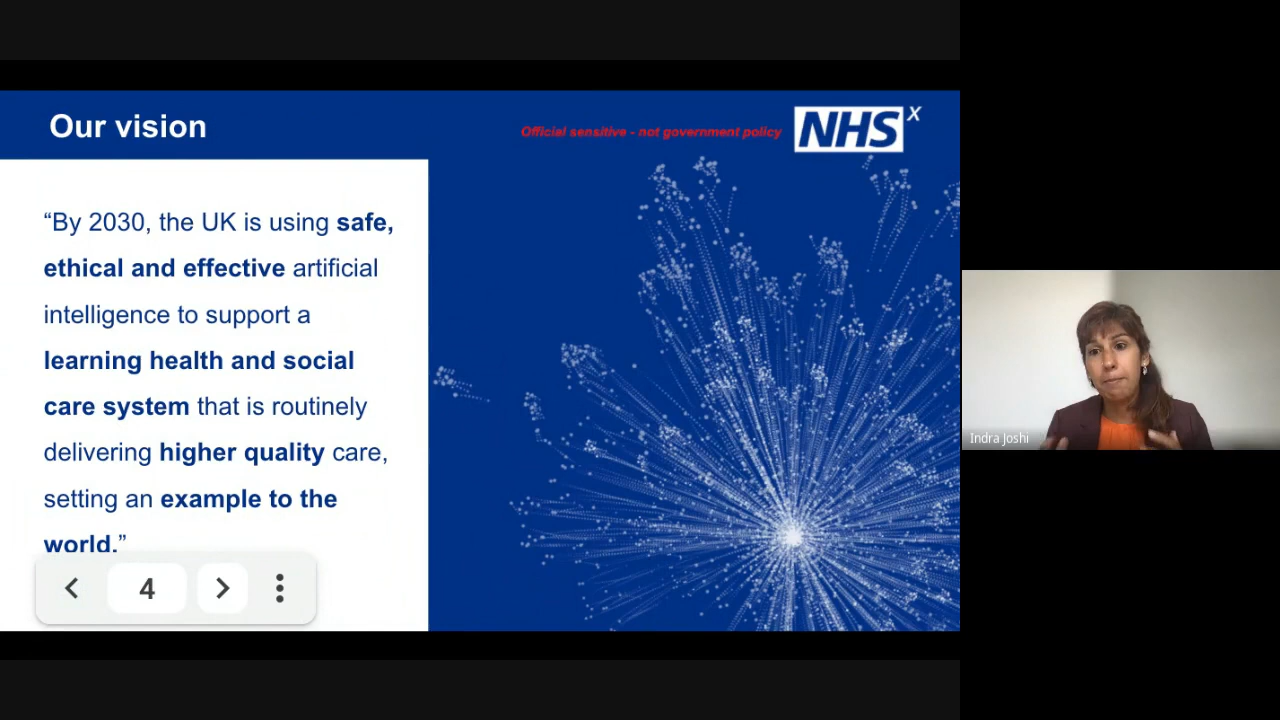 Our vision
Official sensitive - not government policy
NHS X
“By 2030, the UK is using safe,
ethical and effective artificial
intelligence to support a
learning health and social
care system that is routinely
delivering higher quality care,
setting an example to the
world.”
4
Indra Joshi